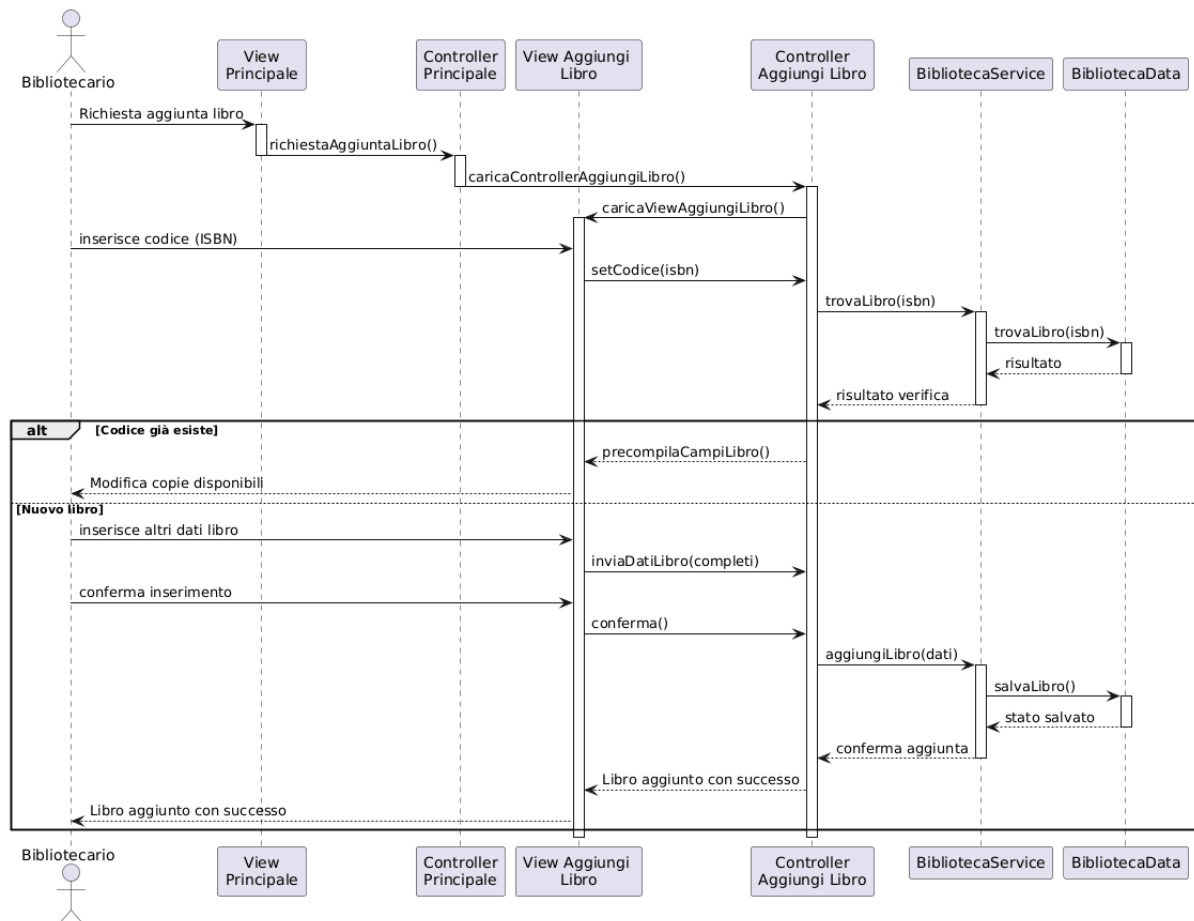 Bibliotecario
View
Principale
Controller
Principale
View Aggiungi
Libro
Controller
Aggiungi Libro
BibliotecaService
BibliotecaData
Richiesta aggiunta libro
richiestaAggiuntaLibro()
caricaControllerAggiungiLibro()
caricaViewAggiungiLibro()
inserisce codice (ISBN)
setCodice(isbn)
trovaLibro(isbn)
trovaLibro(isbn)
risultato
risultato verifica
alt [Codice già esiste]
precompilaCampiLibro()
Modifica copie disponibili
[Nuovo libro]
inserisce altri dati libro
inviaDatiLibro(completi)
conferma inserimento
conferma()
aggiungiLibro(dati)
salvaLibro()
stato salvato
conferma aggiunta
Libro aggiunto con successo
Libro aggiunto con successo
Bibliotecario
View
Principale
Controller
Principale
View Aggiungi
Libro
Controller
Aggiungi Libro
BibliotecaService
BibliotecaData